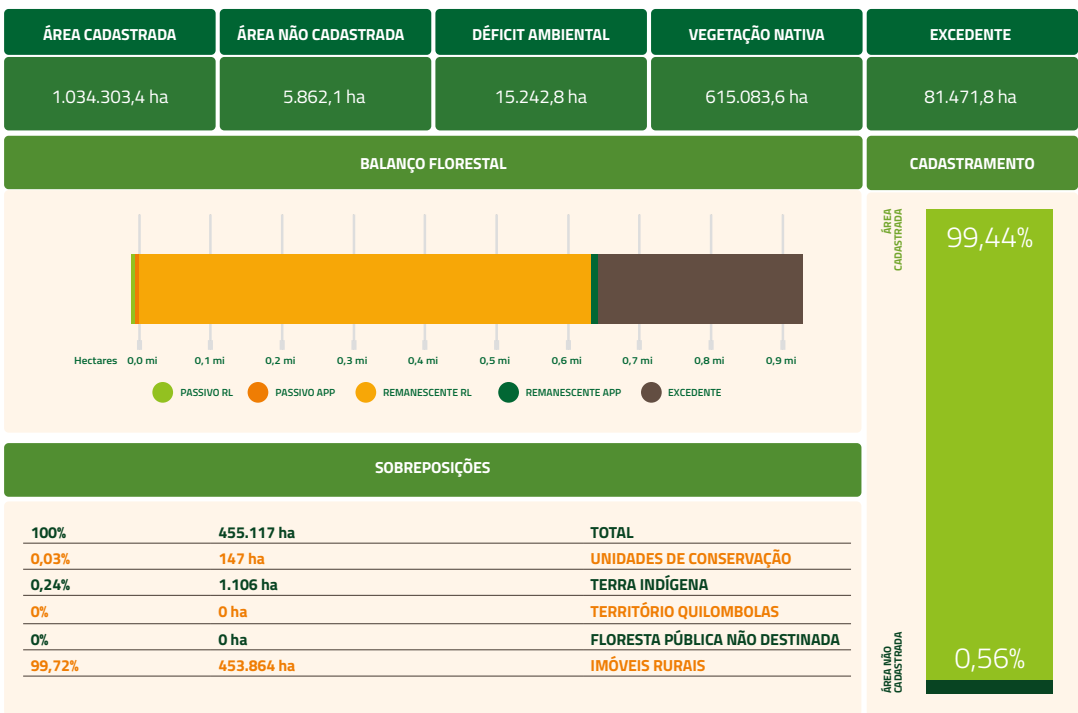 ÁREA CADASTRADA
ÁREA NÃO CADASTRADA
DÉFICIT AMBIENTAL
VEGETAÇÃO NATIVA
EXCEDENTE
1.034.303,4 ha
5.862,1 ha
15.242,8 ha
615.083,6 ha
81.471,8 ha
BALANÇO FLORESTAL
Hectares 0,0 mi 0,1 mi 0,2 mi 0,3 mi 0,4 mi 0,5 mi 0,6 mi 0,7 mi 0,8 mi 0,9 mi
PASSIVO RL
PASSIVO APP
REMANESCENTE RL
REMANESCENTE APP
EXCEDENTE
CADASTRAMENTO
ÁREA
CADASTRADA
99,44%
ÁREA NÃO
CADASTRADA
0,56%
SOBREPOSIÇÕES
100% 455.117 ha TOTAL
0,03% 147 ha UNIDADES DE CONSERVAÇÃO
0,24% 1.106 ha TERRA INDÍGENA
0% 0 ha TERRITÓRIO QUILOMBOLAS
0% 0 ha FLORESTA PÚBLICA NÃO DESTINADA
99,72% 453.864 ha IMÓVEIS RURAIS